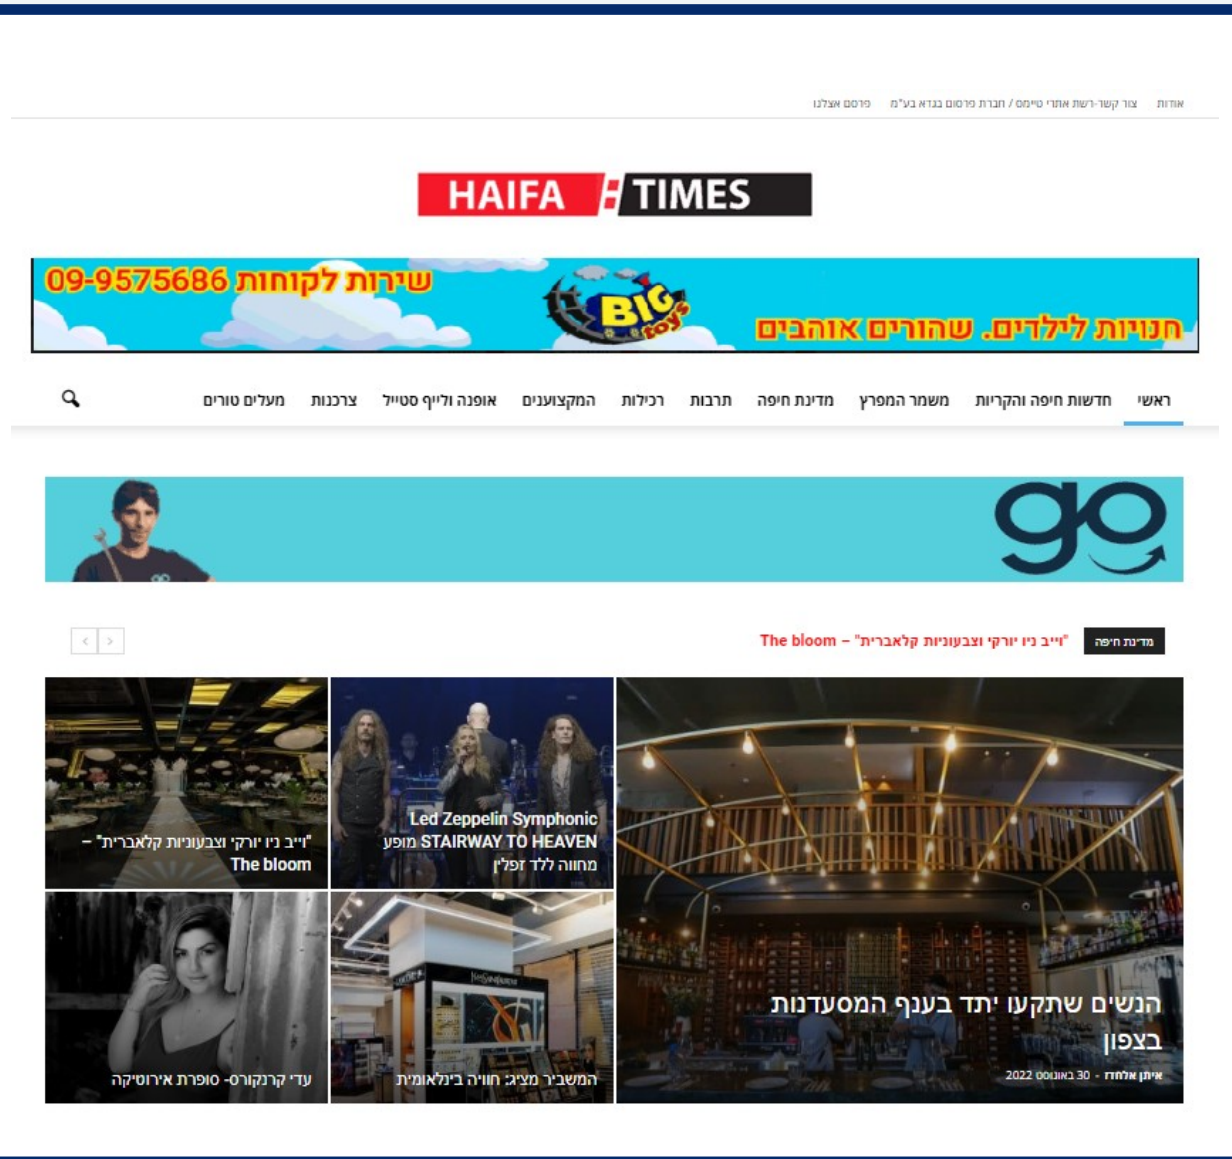 אודות צור קשר-רשת אתרי טיימס / חברת פרסום בגדא בע"מ פרסם אצלנו
HAIFA TIMES
שירות לקוחות 09-9575686
BIG toys
חנויות לילדים. שהורים אוהבים
ראשי חדשות חיפה והקריות משמר המפרץ מדינת חיפה תרבות רכילות המקצוענים אופנה ולייף סטייל צרכנות מעלים טורים
go
מדינת חיפה "וייב ניו יורקי וצבעוניות קלאברית" – The bloom
הנשים שתקעו יתד בענף המסעדנות
בצפון
איתן אלחדז - 30 באוגוסט 2022
Led Zeppelin Symphonic
STAIRWAY TO HEAVEN מופע
מחווה ללד זפלין
"וייב ניו יורקי וצבעוניות קלאברית" –
The bloom
YVES SAINT LAURENT
המשביר מציג: חוויה בינלאומית
עדי קרנקורס- סופרת אירוטיקה